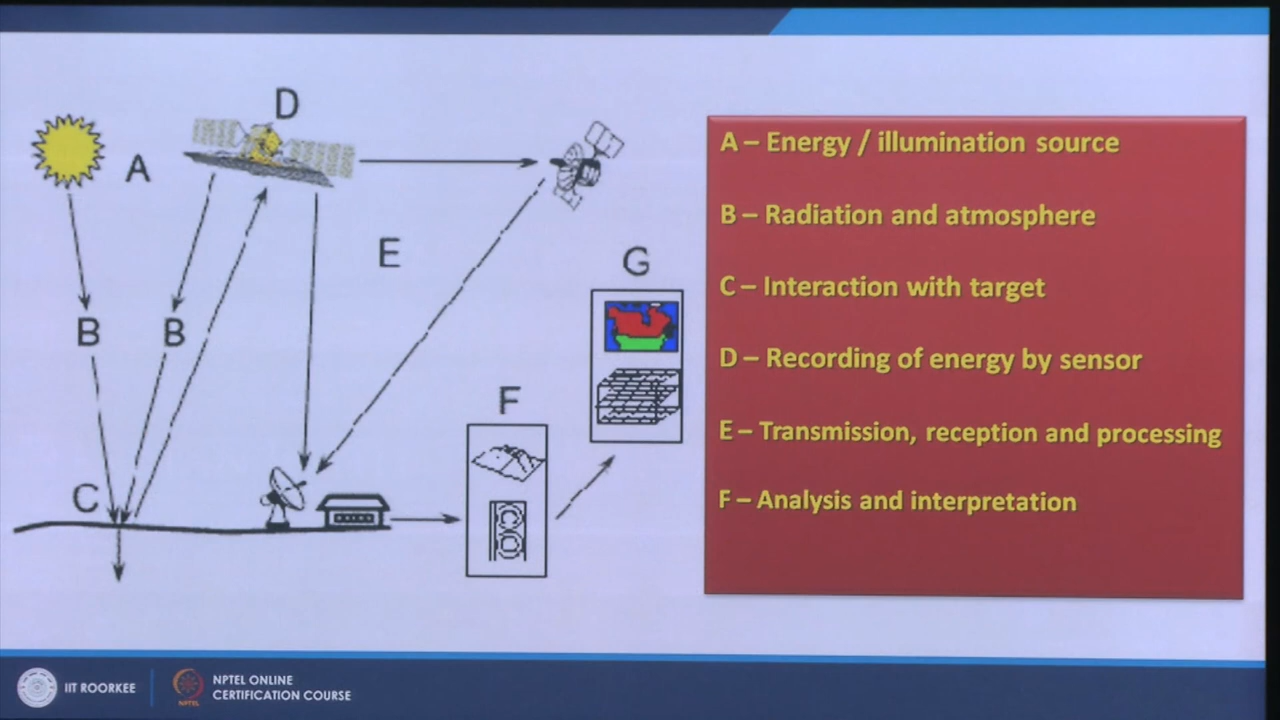 D
A
E
G
B B
F
C
A – Energy / illumination source
B – Radiation and atmosphere
C – Interaction with target
D – Recording of energy by sensor
E – Transmission, reception and processing
F – Analysis and interpretation
IIT ROORKEE
NPTEL
NPTEL ONLINE
CERTIFICATION COURSE